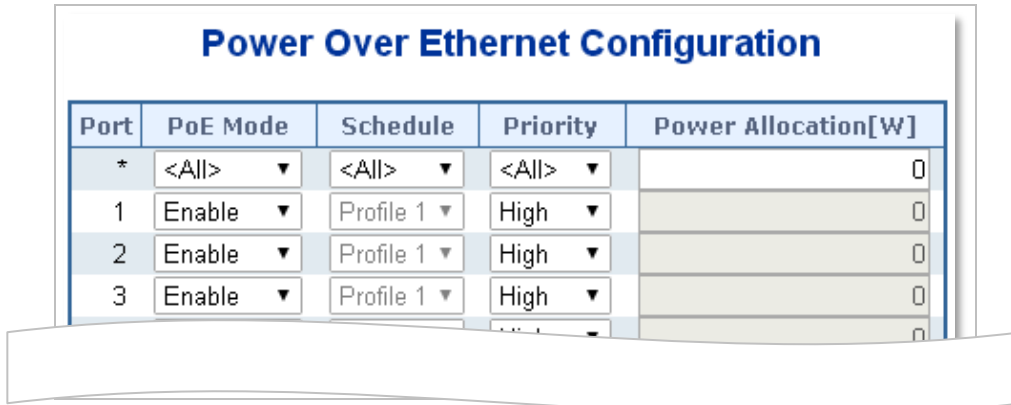 Power Over Ethernet Configuration
Port PoE Mode Schedule Priority Power Allocation[W]
* <All> <All> <All> 0
1 Enable Profile 1 High 0
2 Enable Profile 1 High 0
3 Enable Profile 1 High 0